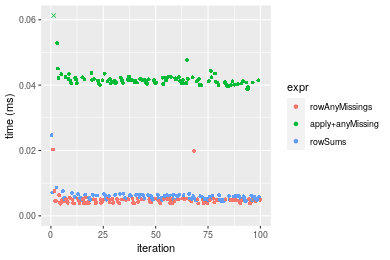 0.06
0.04
0.02
0.00
time (ms)
0
25
50
75
100
iteration
expr
rowAnyMissings
apply+anyMissing
rowSums